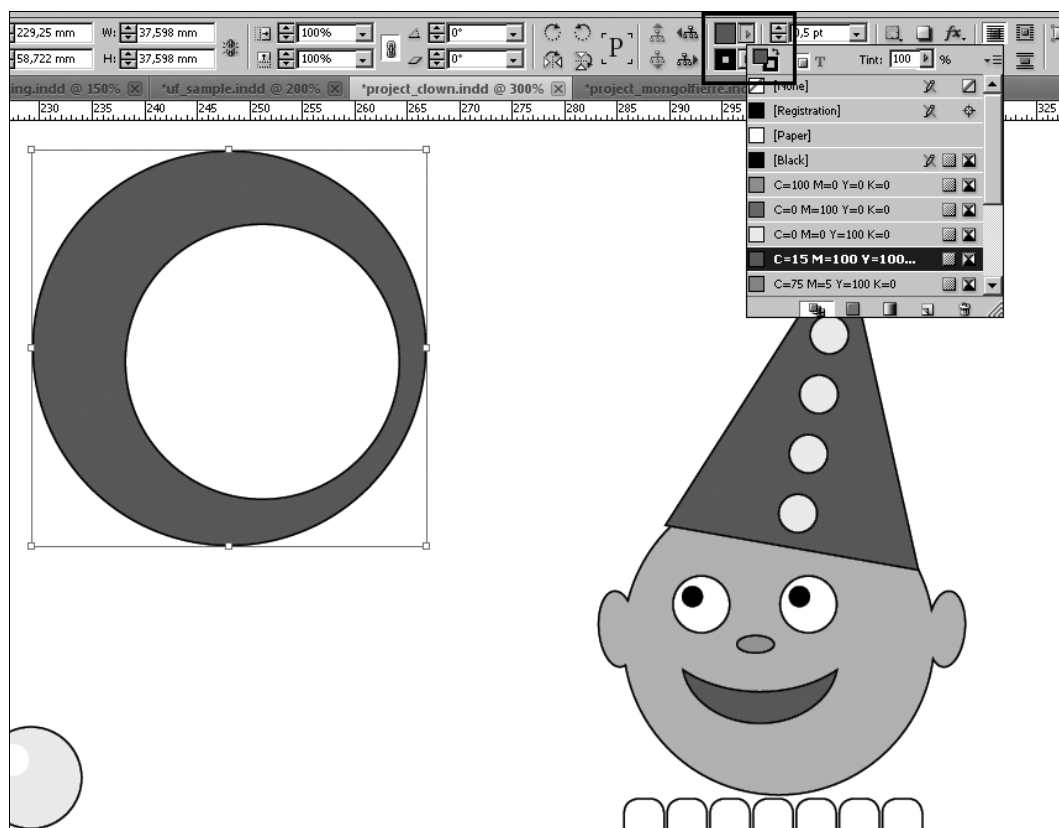 229,25 mm W: 37,598 mm 100% 0° P 0,5 pt fx.
58,722 mm H: 37,598 mm 100% 0° T Tint: 100 %
ing.indd @ 150% *uf_sample.indd @ 200% *project_clown.indd @ 300% *project_mongolfierre.in
230 235 240 245 250 255 260 265 270 275 280 285 290 295 325
[None]
[Registration]
[Paper]
[Black]
C=100 M=0 Y=0 K=0
C=0 M=100 Y=0 K=0
C=0 M=0 Y=100 K=0
C=15 M=100 Y=100...
C=75 M=5 Y=100 K=0